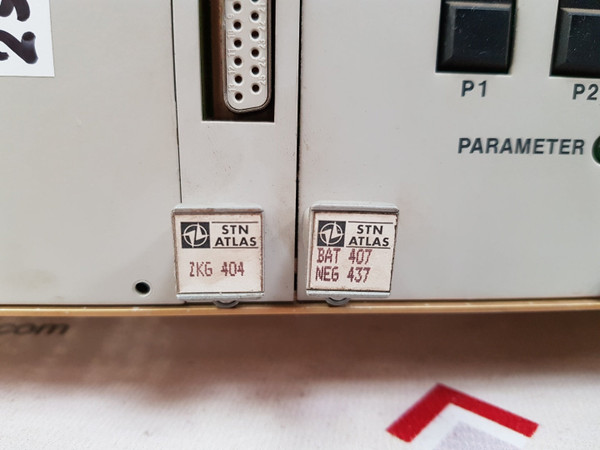 P1
P2
PARAMETER
STN
ATLAS
ZKG 404
STN
ATLAS
BAT 407
NEG 437
.com